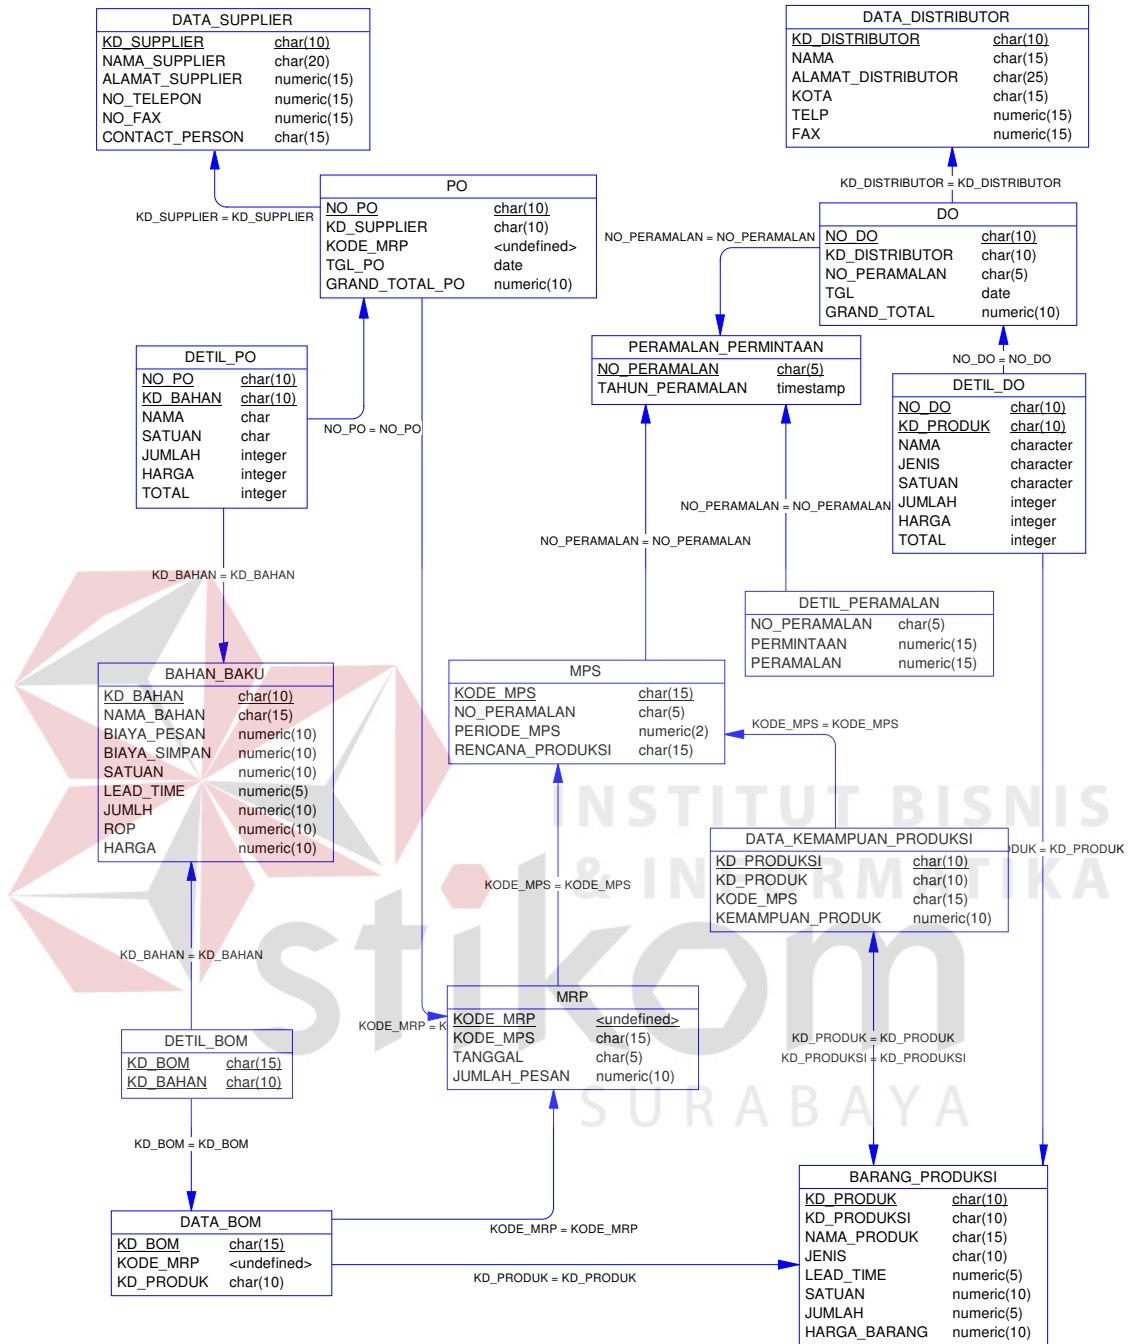 DATA_SUPPLIER
KD_SUPPLIER char(10)
NAMA_SUPPLIER char(20)
ALAMAT_SUPPLIER numeric(15)
NO_TELEPON numeric(15)
NO_FAX numeric(15)
CONTACT_PERSON char(15)
DATA_DISTRIBUTOR
KD_DISTRIBUTOR char(10)
NAMA char(15)
ALAMAT_DISTRIBUTOR char(25)
KOTA char(15)
TELP numeric(15)
FAX numeric(15)
KD_SUPPLIER = KD_SUPPLIER
KD_DISTRIBUTOR = KD_DISTRIBUTOR
PO
NO_PO char(10)
KD_SUPPLIER char(10)
KODE_MRP <undefined>
TGL_PO date
GRAND_TOTAL_PO numeric(10)
NO_PERAMALAN = NO_PERAMALAN
DO
NO_DO char(10)
KD_DISTRIBUTOR char(10)
NO_PERAMALAN char(5)
TGL date
GRAND_TOTAL numeric(10)
NO_DO = NO_DO
PERAMALAN_PERMINTAAN
NO_PERAMALAN char(5)
TAHUN_PERAMALAN timestamp
DETIL_PO
NO_PO char(10)
KD_BAHAN char(10)
NAMA char
SATUAN char
JUMLAH integer
HARGA integer
TOTAL integer
NO_PO = NO_PO
DETIL_DO
NO_DO char(10)
KD_PRODUK char(10)
NAMA character
JENIS character
SATUAN character
JUMLAH integer
HARGA integer
TOTAL integer
NO_PERAMALAN = NO_PERAMALAN
NO_PERAMALAN = NO_PERAMALAN
KD_BAHAN = KD_BAHAN
DETIL_PERAMALAN
NO_PERAMALAN char(5)
PERMINTAAN numeric(15)
PERAMALAN numeric(15)
BAHAN_BAKU
KD_BAHAN char(10)
NAMA_BAHAN char(15)
BIAYA_PESAN numeric(10)
BIAYA_SIMPAN numeric(10)
SATUAN numeric(10)
LEAD_TIME numeric(5)
JUMLH numeric(10)
ROP numeric(10)
HARGA numeric(10)
MPS
KODE_MPS char(15)
NO_PERAMALAN char(5)
PERIODE_MPS numeric(2)
RENCANA_PRODUKSI char(15)
KODE_MPS = KODE_MPS
INSTITUT BISNIS
& INFORMATIKA
stikom
SURABAYA
DATA_KEMAMPUAN_PRODUKSI
KD_PRODUKSI char(10)
KD_PRODUK char(10)
KODE_MPS char(15)
KEMAMPUAN_PRODUK numeric(10)
DUK = KD_PRODUK
KODE_MPS = KODE_MPS
KD_BAHAN = KD_BAHAN
MRP
KODE_MRP <undefined>
KODE_MPS char(15)
TANGGAL char(5)
JUMLAH_PESAN numeric(10)
KODE_MRP = K
KD_PRODUK = KD_PRODUK
KD_PRODUKSI = KD_PRODUKSI
DETIL_BOM
KD_BOM char(15)
KD_BAHAN char(10)
KD_BOM = KD_BOM
DATA_BOM
KD_BOM char(15)
KODE_MRP <undefined>
KD_PRODUK char(10)
KODE_MRP = KODE_MRP
KD_PRODUK = KD_PRODUK
BARANG_PRODUKSI
KD_PRODUK char(10)
KD_PRODUKSI char(10)
NAMA_PRODUK char(15)
JENIS char(10)
LEAD_TIME numeric(5)
SATUAN numeric(10)
JUMLAH numeric(5)
HARGA_BARANG numeric(10)